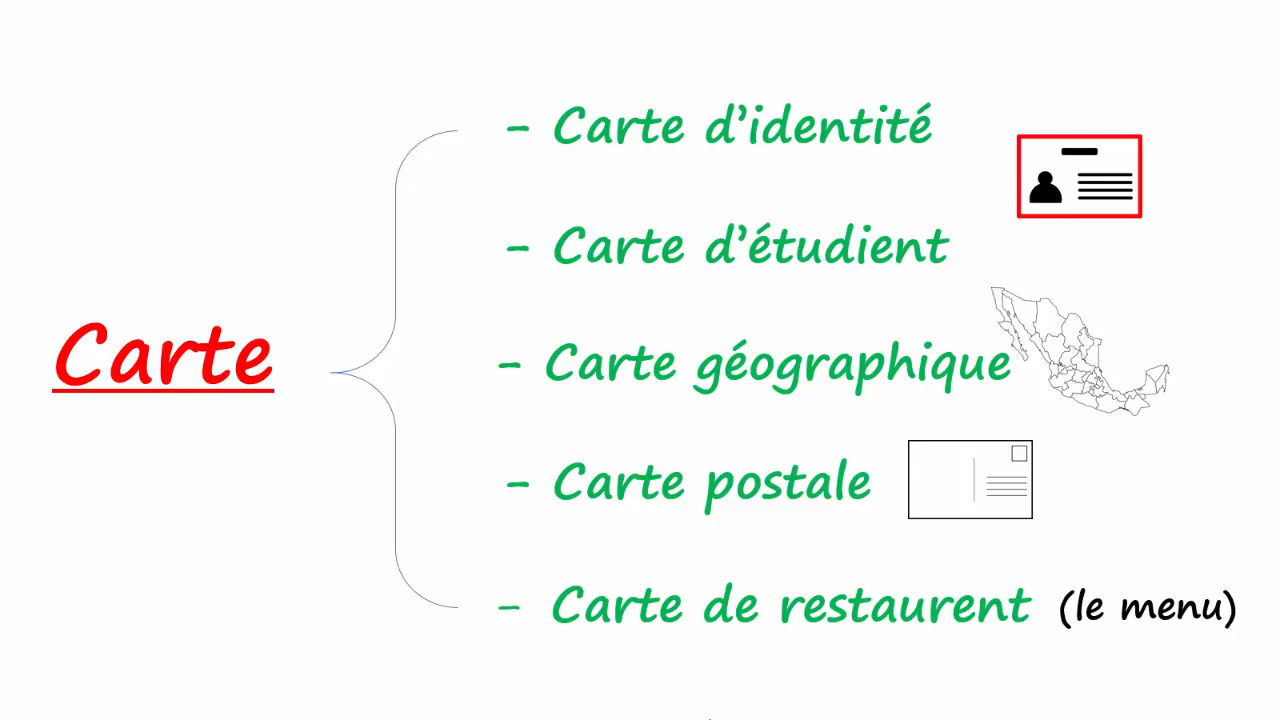 Carte
- Carte d’identité
- Carte d’étudient
- Carte géographique
- Carte postale
- Carte de restaurent (le menu)